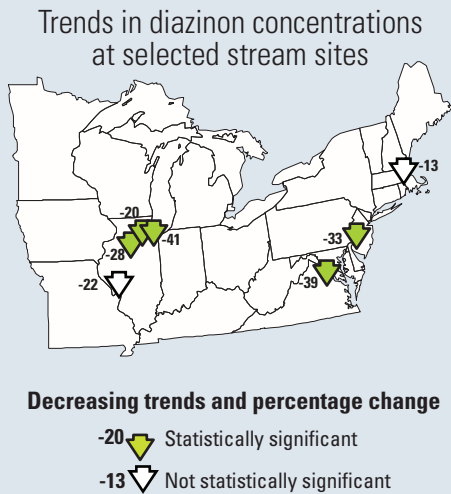 Trends in diazinon concentrations
at selected stream sites
-13
-20
-41
-33
-28
-22
-39
Decreasing trends and percentage change
-20 Statistically significant
-13 Not statistically significant